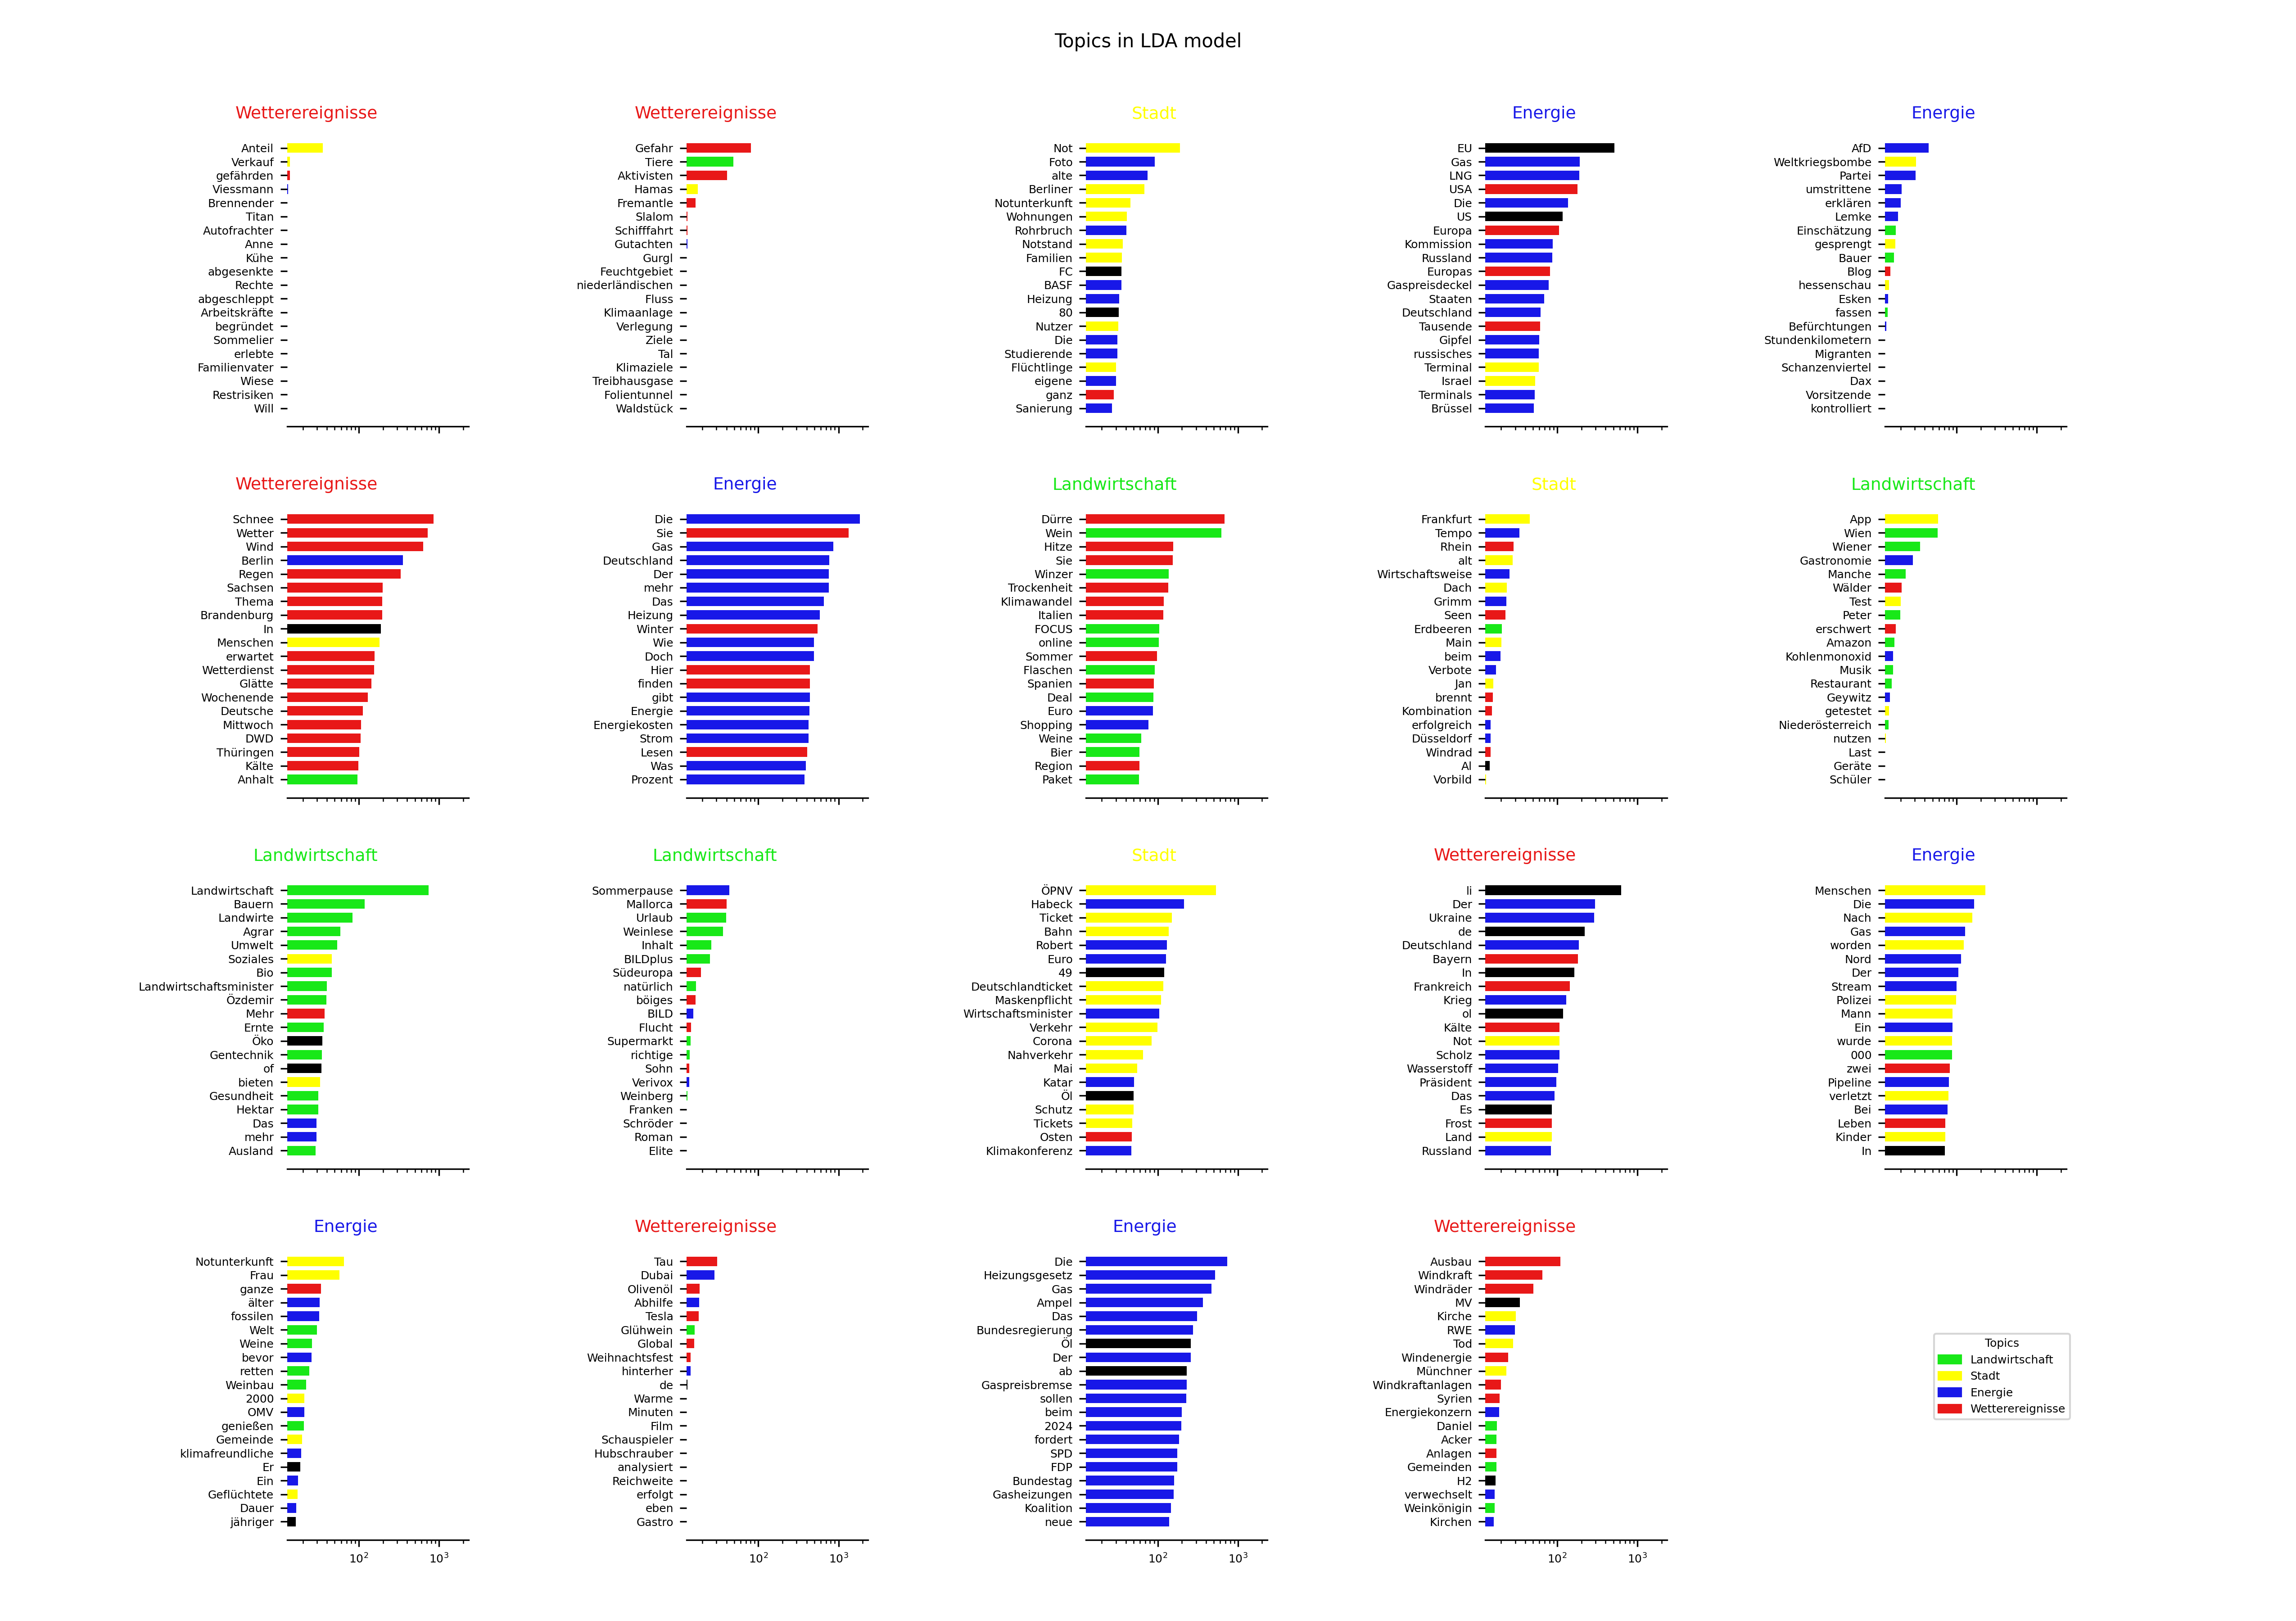 Topics in LDA model
Wetterereignisse
Anteil
Verkauf
gefährden
Viessmann
Brennender
Titan
Autofrachter
Anne
Kühe
abgesenkte
Rechte
abgeschleppt
Arbeitskräfte
begründet
Sommelier
erlebte
Familienvater
Wiese
Restrisiken
Will
Wetterereignisse
Gefahr
Tiere
Aktivisten
Hamas
Fremantle
Slalom
Schifffahrt
Gutachten
Gurgl
Feuchtgebiet
niederländischen
Fluss
Klimaanlage
Verlegung
Ziele
Tal
Klimaziele
Treibhausgase
Folientunnel
Waldstück
Stadt
Not
Foto
alte
Berliner
Notunterkunft
Wohnungen
Rohrbruch
Notstand
Familien
FC
BASF
Heizung
80
Nutzer
Die
Studierende
Flüchtlinge
eigene
ganz
Sanierung
Energie
EU
Gas
LNG
USA
Die
US
Europa
Kommission
Russland
Europas
Gaspreisdeckel
Staaten
Deutschland
Tausende
Gipfel
russisches
Terminal
Israel
Terminals
Brüssel
Energie
AfD
Weltkriegsbombe
Partei
umstrittene
erklären
Lemke
Einschätzung
gesprengt
Bauer
Blog
hessenschau
Esken
fassen
Befürchtungen
Stundenkilometern
Migranten
Schanzenviertel
Dax
Vorsitzende
kontrolliert
Wetterereignisse
Schnee
Wetter
Wind
Berlin
Regen
Sachsen
Thema
Brandenburg
In
Menschen
erwartet
Wetterdienst
Glätte
Wochenende
Deutsche
Mittwoch
DWD
Thüringen
Kälte
Anhalt
Energie
Die
Sie
Gas
Deutschland
Der
mehr
Das
Heizung
Winter
Wie
Doch
Hier
finden
gibt
Energie
Energiekosten
Strom
Lesen
Was
Prozent
Landwirtschaft
Dürre
Wein
Hitze
Sie
Winzer
Trockenheit
Klimawandel
Italien
FOCUS
online
Sommer
Flaschen
Spanien
Deal
Euro
Shopping
Weine
Bier
Region
Paket
Stadt
Frankfurt
Tempo
Rhein
alt
Wirtschaftsweise
Dach
Grimm
Seen
Erdbeeren
Main
beim
Verbote
Jan
brennt
Kombination
erfolgreich
Düsseldorf
Windrad
AI
Vorbild
Landwirtschaft
App
Wien
Wiener
Gastronomie
Manche
Wälder
Test
Peter
erschwert
Amazon
Kohlenmonoxid
Musik
Restaurant
Geywitz
getestet
Niederösterreich
nutzen
Last
Geräte
Schüler
Landwirtschaft
Landwirtschaft
Bauern
Landwirte
Agrar
Umwelt
Soziales
Bio
Landwirtschaftsminister
Özdemir
Mehr
Ernte
Öko
Gentechnik
of
bieten
Gesundheit
Hektar
Das
mehr
Ausland
Landwirtschaft
Sommerpause
Mallorca
Urlaub
Weinlese
Inhalt
BILDplus
Südeuropa
natürlich
böiges
BILD
Flucht
Supermarkt
richtige
Sohn
Verivox
Weinberg
Franken
Schröder
Roman
Elite
Stadt
ÖPNV
Habeck
Ticket
Bahn
Robert
Euro
49
Deutschlandticket
Maskenpflicht
Wirtschaftsminister
Verkehr
Corona
Nahverkehr
Mai
Katar
Öl
Schutz
Tickets
Osten
Klimakonferenz
Wetterereignisse
li
Der
Ukraine
de
Deutschland
Bayern
In
Frankreich
Krieg
ol
Kälte
Not
Scholz
Wasserstoff
Präsident
Das
Es
Frost
Land
Russland
Energie
Menschen
Die
Nach
Gas
worden
Nord
Der
Stream
Polizei
Mann
Ein
wurde
000
zwei
Pipeline
verletzt
Bei
Leben
Kinder
In
Energie
Notunterkunft
Frau
ganze
älter
fossilen
Welt
Weine
bevor
retten
Weinbau
2000
OMV
genießen
Gemeinde
klimafreundliche
Er
Ein
Geflüchtete
Dauer
jähriger
10²
10³
Wetterereignisse
Tau
Dubai
Olivenöl
Abhilfe
Tesla
Glühwein
Global
Weihnachtsfest
hinterher
de
Warme
Minuten
Film
Schauspieler
Hubschrauber
analysiert
Reichweite
erfolgt
eben
Gastro
10²
10³
Energie
Die
Heizungsgesetz
Gas
Ampel
Das
Bundesregierung
Öl
Der
ab
Gaspreisbremse
sollen
beim
2024
fordert
SPD
FDP
Bundestag
Gasheizungen
Koalition
neue
10²
10³
Wetterereignisse
Ausbau
Windkraft
Windräder
MV
Kirche
RWE
Tod
Windenergie
Münchner
Windkraftanlagen
Syrien
Energiekonzern
Daniel
Acker
Anlagen
Gemeinden
H2
verwechselt
Weinkönigin
Kirchen
10²
10³
Topics
Landwirtschaft
Stadt
Energie
Wetterereignisse